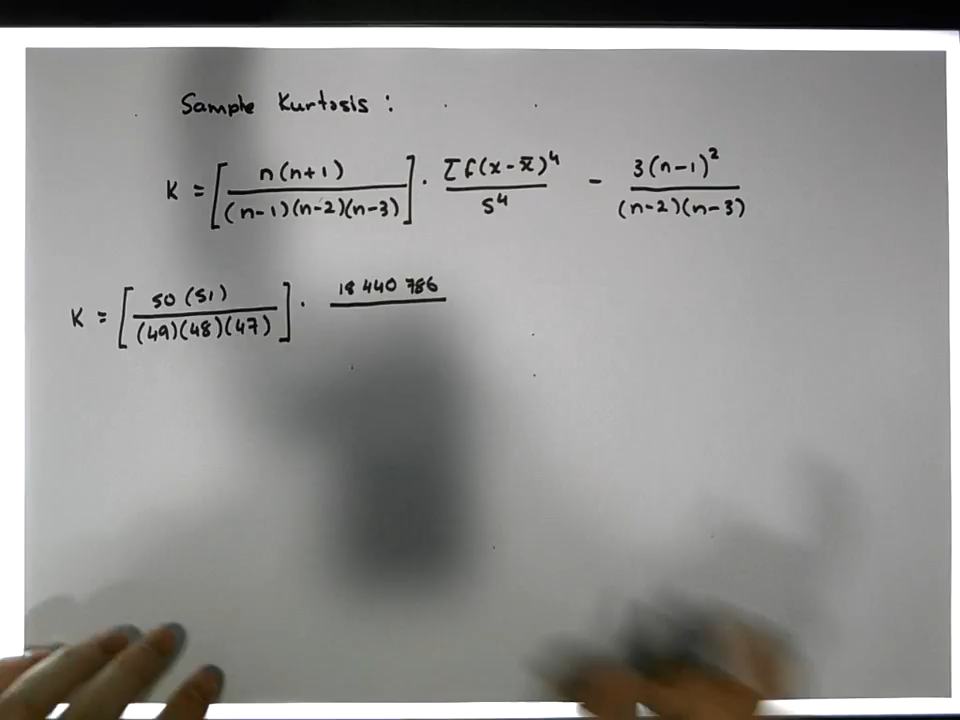 Sample Kurtosis :
K = [ n(n+1) / (n-1)(n-2)(n-3) ] · Σf(x-x̄)⁴ / s⁴ - 3(n-1)² / (n-2)(n-3)
K = [ 50(51) / (49)(48)(47) ] · 18 440 786